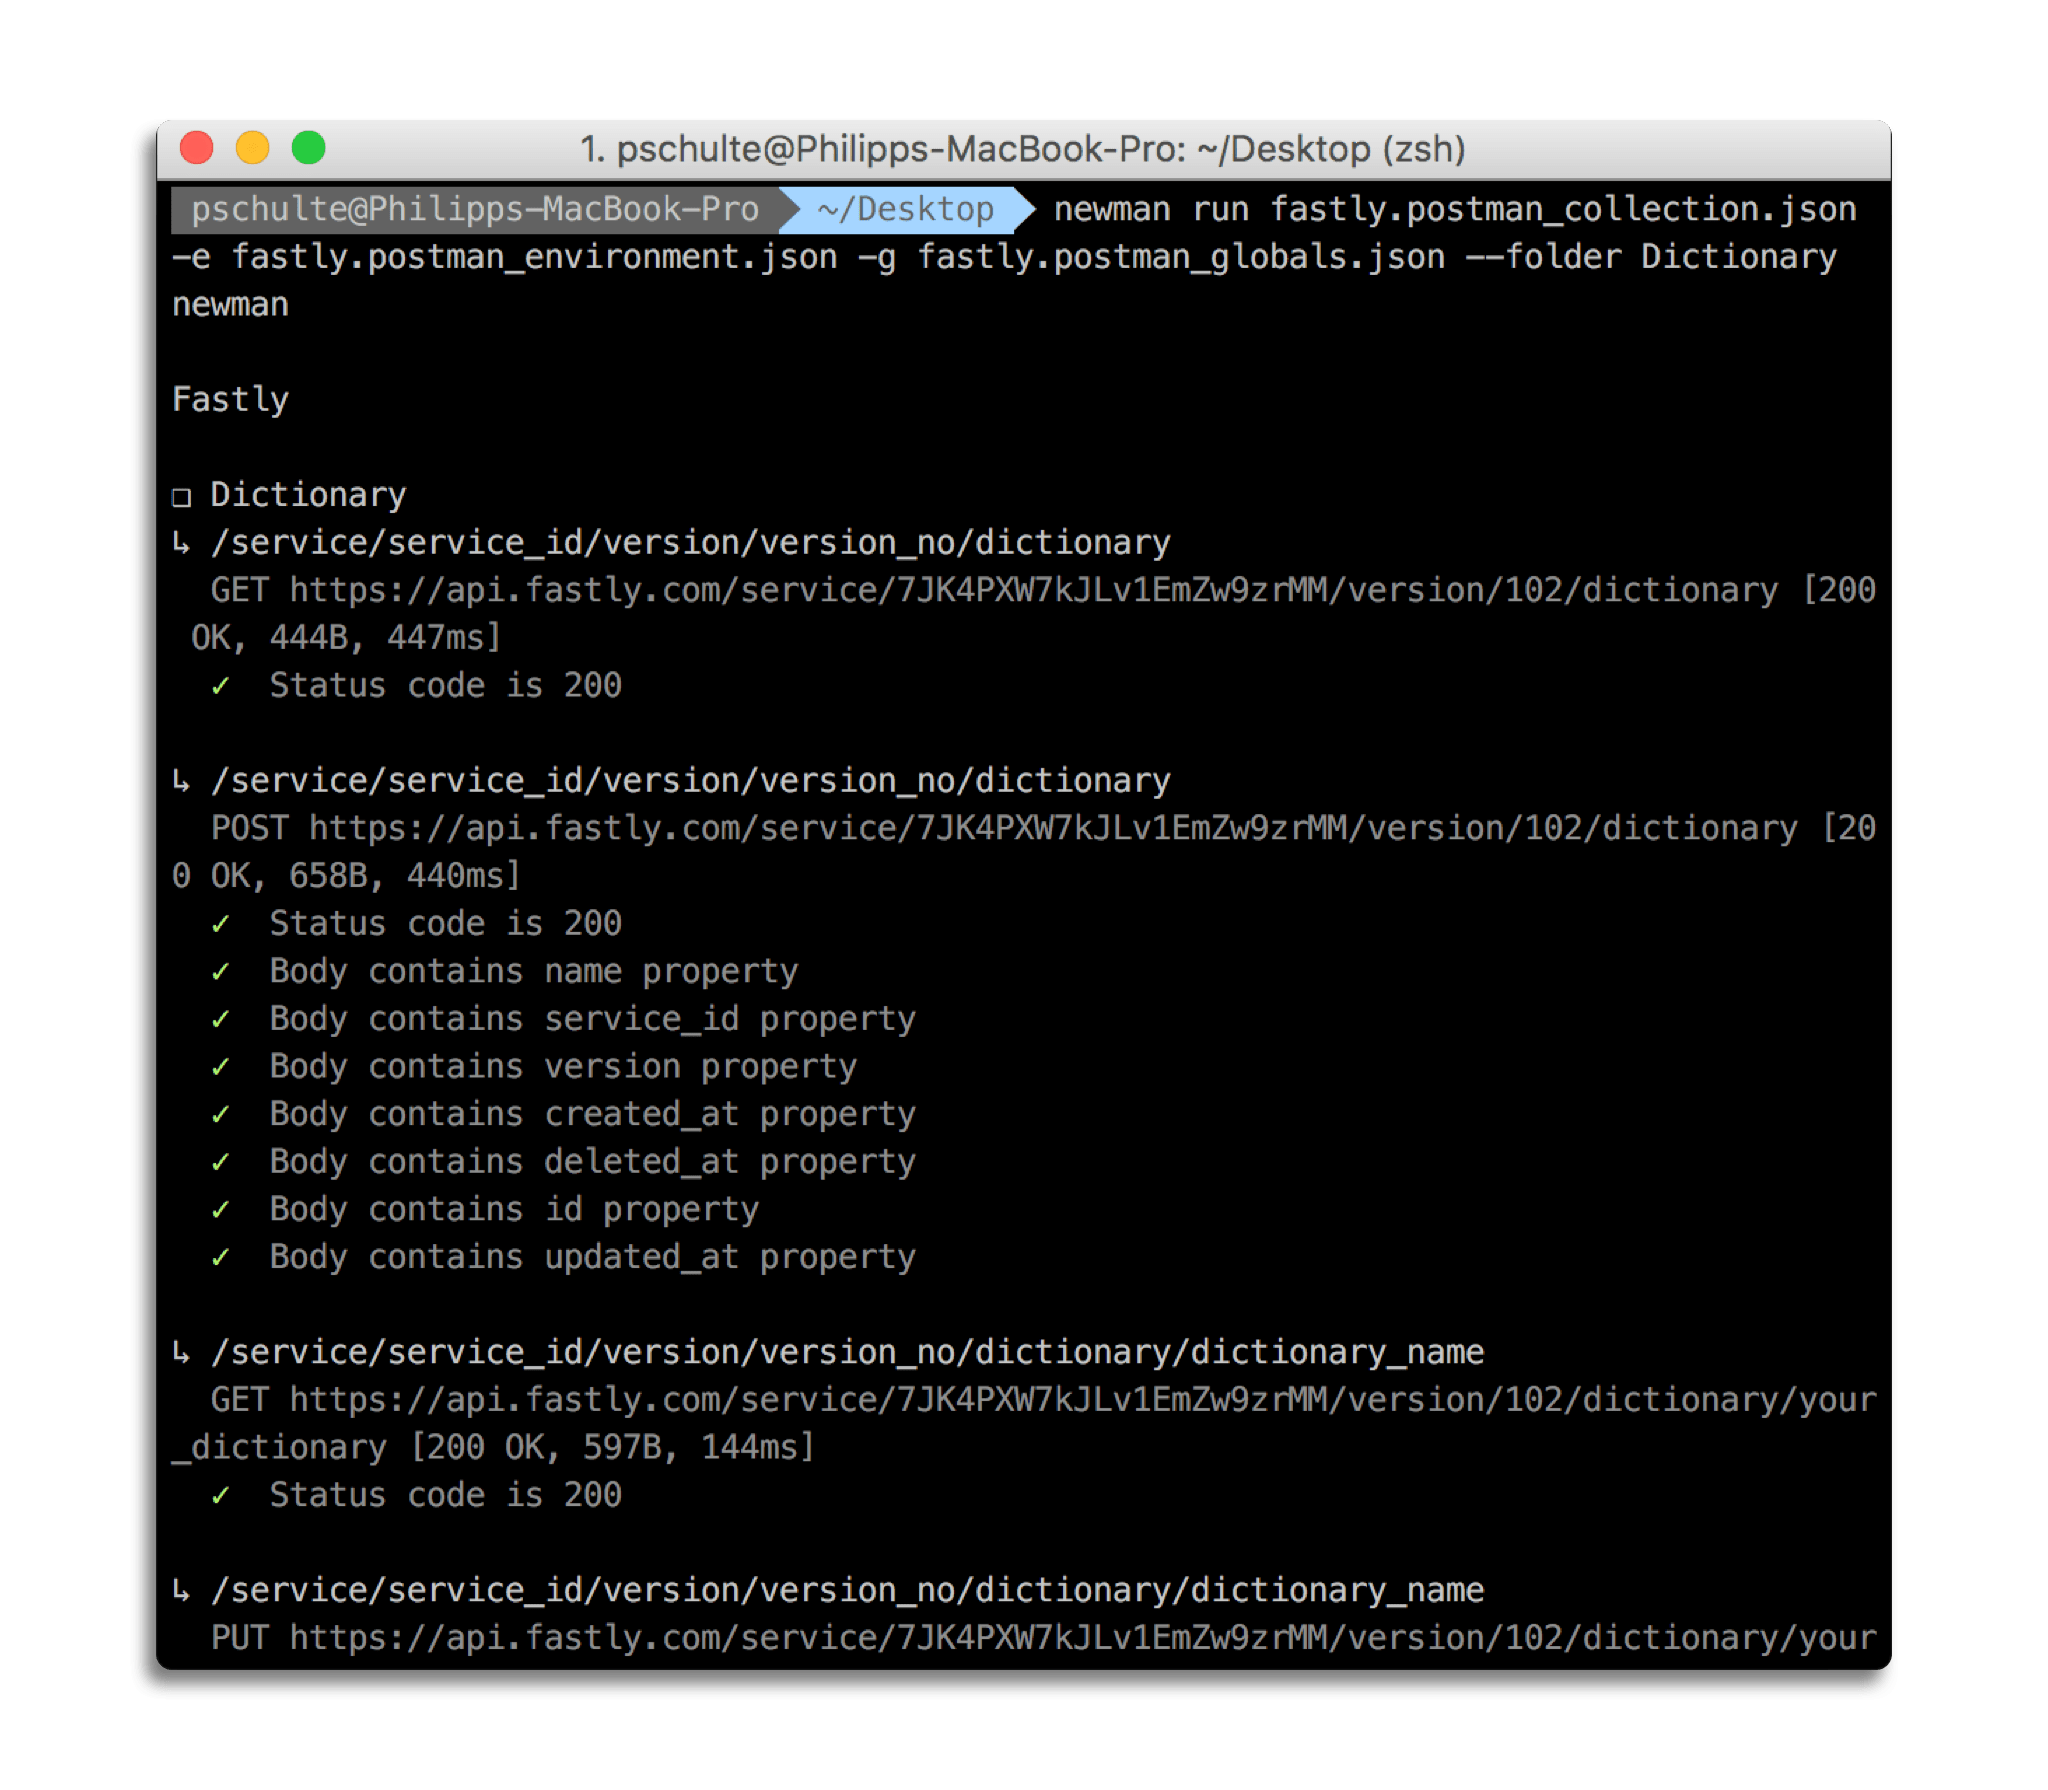 1. pschulte@Philipps-MacBook-Pro: ~/Desktop (zsh)
pschulte@Philipps-MacBook-Pro ~/Desktop newman run fastly.postman_collection.json
-e fastly.postman_environment.json -g fastly.postman_globals.json --folder Dictionary
newman
Fastly
❏ Dictionary
↳ /service/service_id/version/version_no/dictionary
GET https://api.fastly.com/service/7JK4PXW7kJLv1EmZw9zrMM/version/102/dictionary [200
OK, 444B, 447ms]
✓ Status code is 200
↳ /service/service_id/version/version_no/dictionary
POST https://api.fastly.com/service/7JK4PXW7kJLv1EmZw9zrMM/version/102/dictionary [20
0 OK, 658B, 440ms]
✓ Status code is 200
✓ Body contains name property
✓ Body contains service_id property
✓ Body contains version property
✓ Body contains created_at property
✓ Body contains deleted_at property
✓ Body contains id property
✓ Body contains updated_at property
↳ /service/service_id/version/version_no/dictionary/dictionary_name
GET https://api.fastly.com/service/7JK4PXW7kJLv1EmZw9zrMM/version/102/dictionary/your
_dictionary [200 OK, 597B, 144ms]
✓ Status code is 200
↳ /service/service_id/version/version_no/dictionary/dictionary_name
PUT https://api.fastly.com/service/7JK4PXW7kJLv1EmZw9zrMM/version/102/dictionary/your